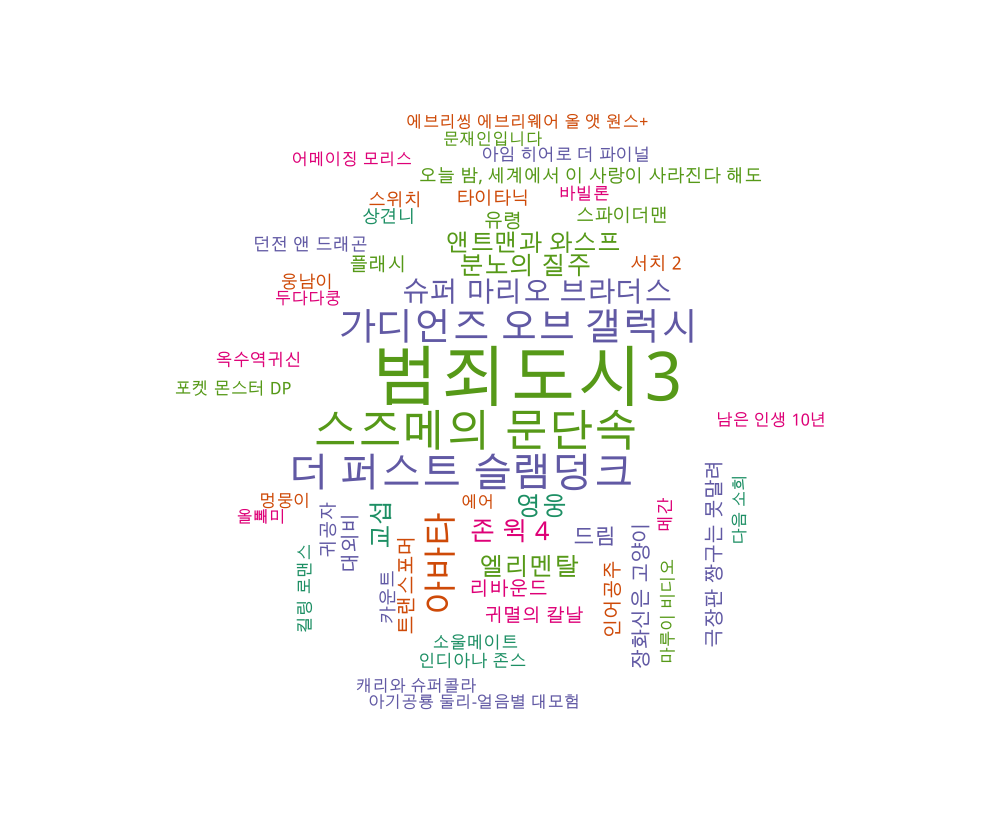 에브리씽 에브리웨어 올 앳 원스+
문재인입니다
아임 히어로 더 파이널
어메이징 모리스
오늘 밤, 세계에서 이 사랑이 사라진다 해도
바빌론
스위치
타이타닉
상견니
유령
스파이더맨
던전 앤 드래곤
앤트맨과 와스프
플래시
분노의 질주
서치 2
웅남이
두다다쿵
슈퍼 마리오 브라더스
가디언즈 오브 갤럭시
옥수역귀신
범죄도시3
포켓 몬스터 DP
남은 인생 10년
스즈메의 문단속
더 퍼스트 슬램덩크
멍뭉이
올빼미
귀공자
대외비
교섭
에어
영웅
아바타
존 윅 4
드림
메간
극장판 짱구는 못말려
다음 소희
킬링 로맨스
카운트
트랜스포머
엘리멘탈
리바운드
귀멸의 칼날
인어공주
장화신은 고양이
마루이 비디오
소울메이트
인디아나 존스
캐리와 슈퍼콜라
아기공룡 둘리-얼음별 대모험